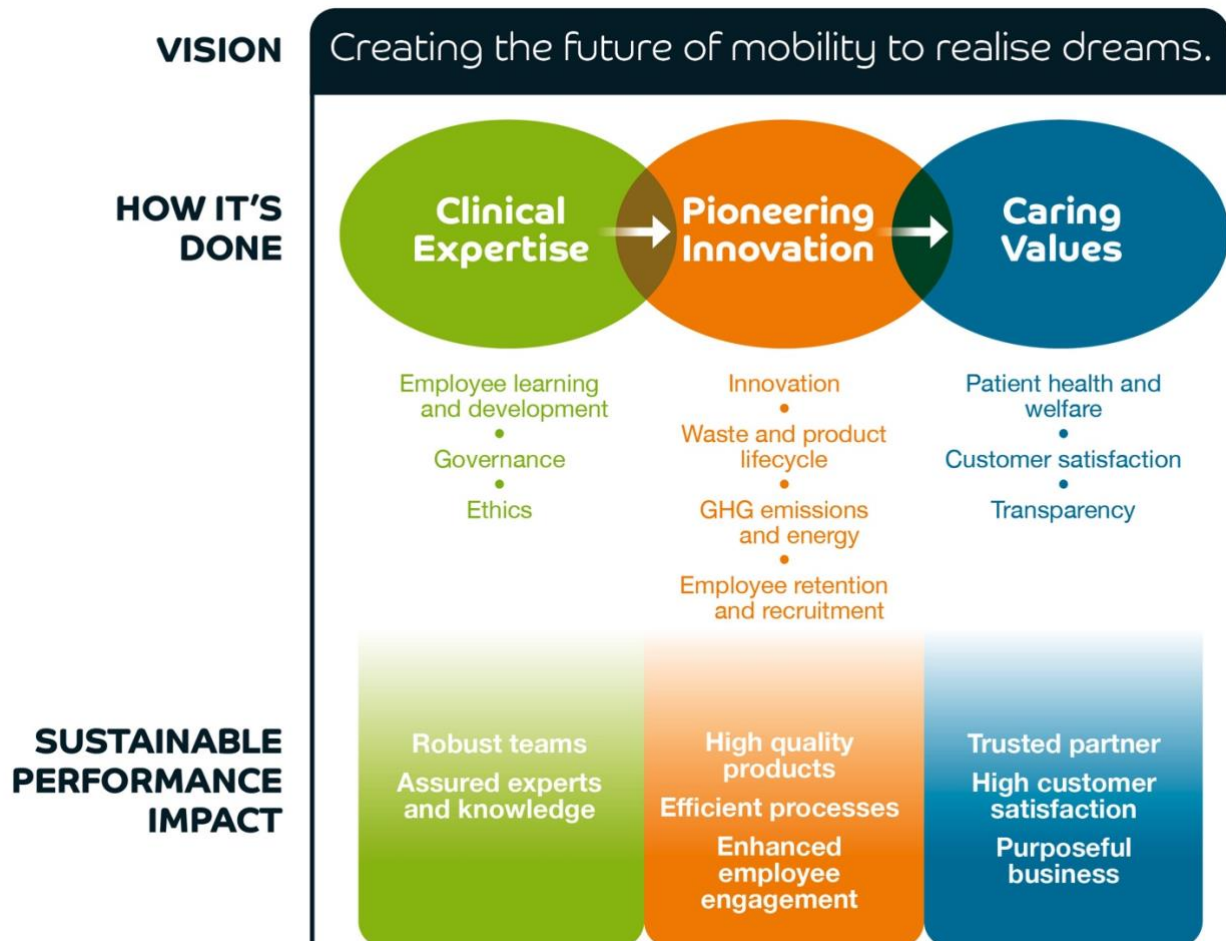 VISION
Creating the future of mobility to realise dreams.
HOW IT'S
DONE
Clinical
Expertise
Pioneering
Innovation
Caring
Values
Employee learning
and development
•
Governance
•
Ethics
Innovation
•
Waste and product
lifecycle
•
GHG emissions
and energy
•
Employee retention
and recruitment
Patient health and
welfare
•
Customer satisfaction
•
Transparency
SUSTAINABLE
PERFORMANCE
IMPACT
Robust teams
Assured experts
and knowledge
High quality
products
Efficient processes
Enhanced
employee
engagement
Trusted partner
High customer
satisfaction
Purposeful
business